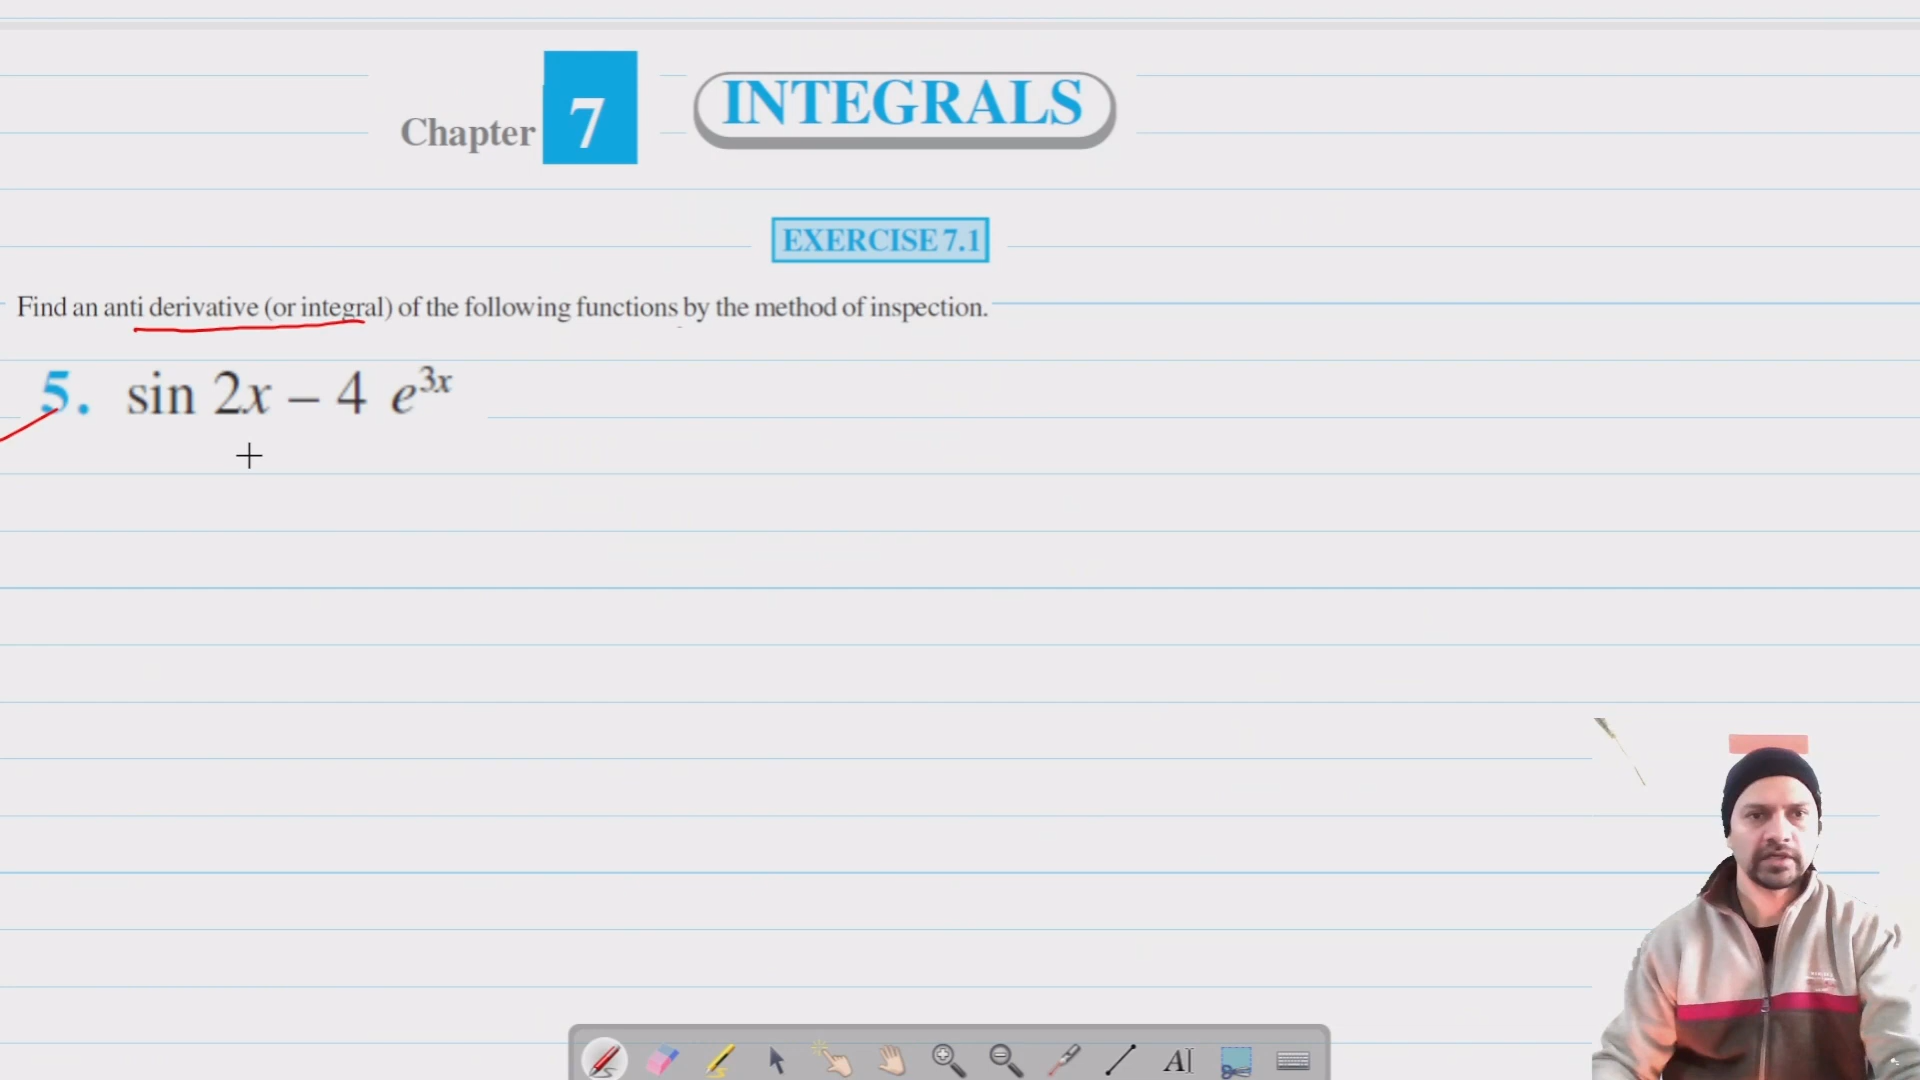 Chapter 7 INTEGRALS
EXERCISE 7.1
Find an anti derivative (or integral) of the following functions by the method of inspection.
5. sin 2x – 4 e^{3x}